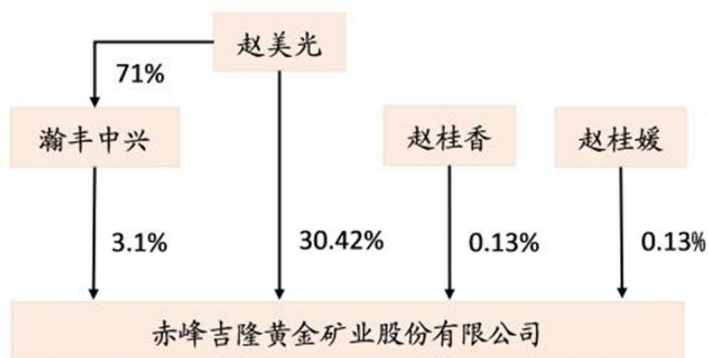 赵美光
71%
瀚丰中兴
赵桂香
赵桂媛
3.1%
30.42%
0.13%
0.13%
赤峰吉隆黄金矿业股份有限公司